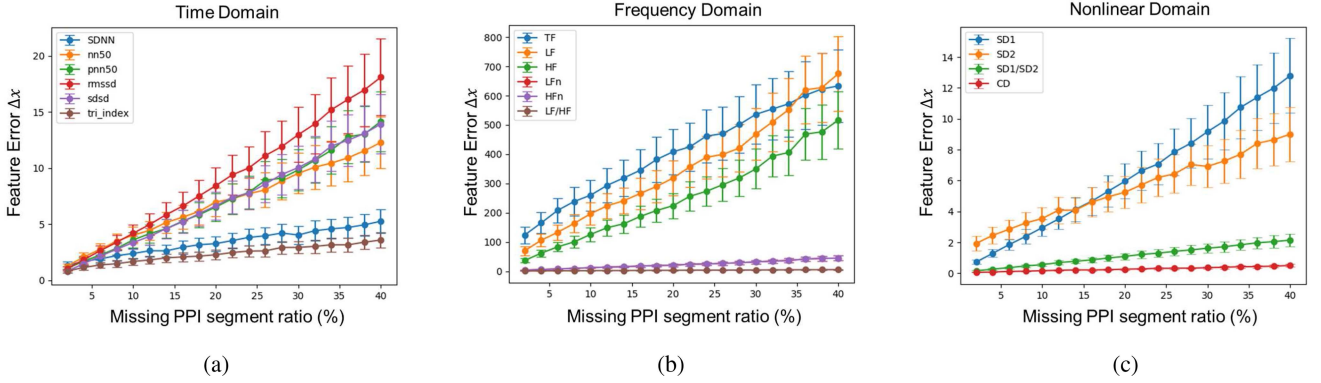 Time Domain
Feature Error Δx
20
15
10
5
0
SDNN
nn50
pnn50
rmssd
sdsd
tri_index
5 10 15 20 25 30 35 40
Missing PPI segment ratio (%)
(a)
Frequency Domain
Feature Error Δx
800
700
600
500
400
300
200
100
0
TF
LF
HF
LFn
HFn
LF/HF
5 10 15 20 25 30 35 40
Missing PPI segment ratio (%)
(b)
Nonlinear Domain
Feature Error Δx
14
12
10
8
6
4
2
0
SD1
SD2
SD1/SD2
CD
5 10 15 20 25 30 35 40
Missing PPI segment ratio (%)
(c)